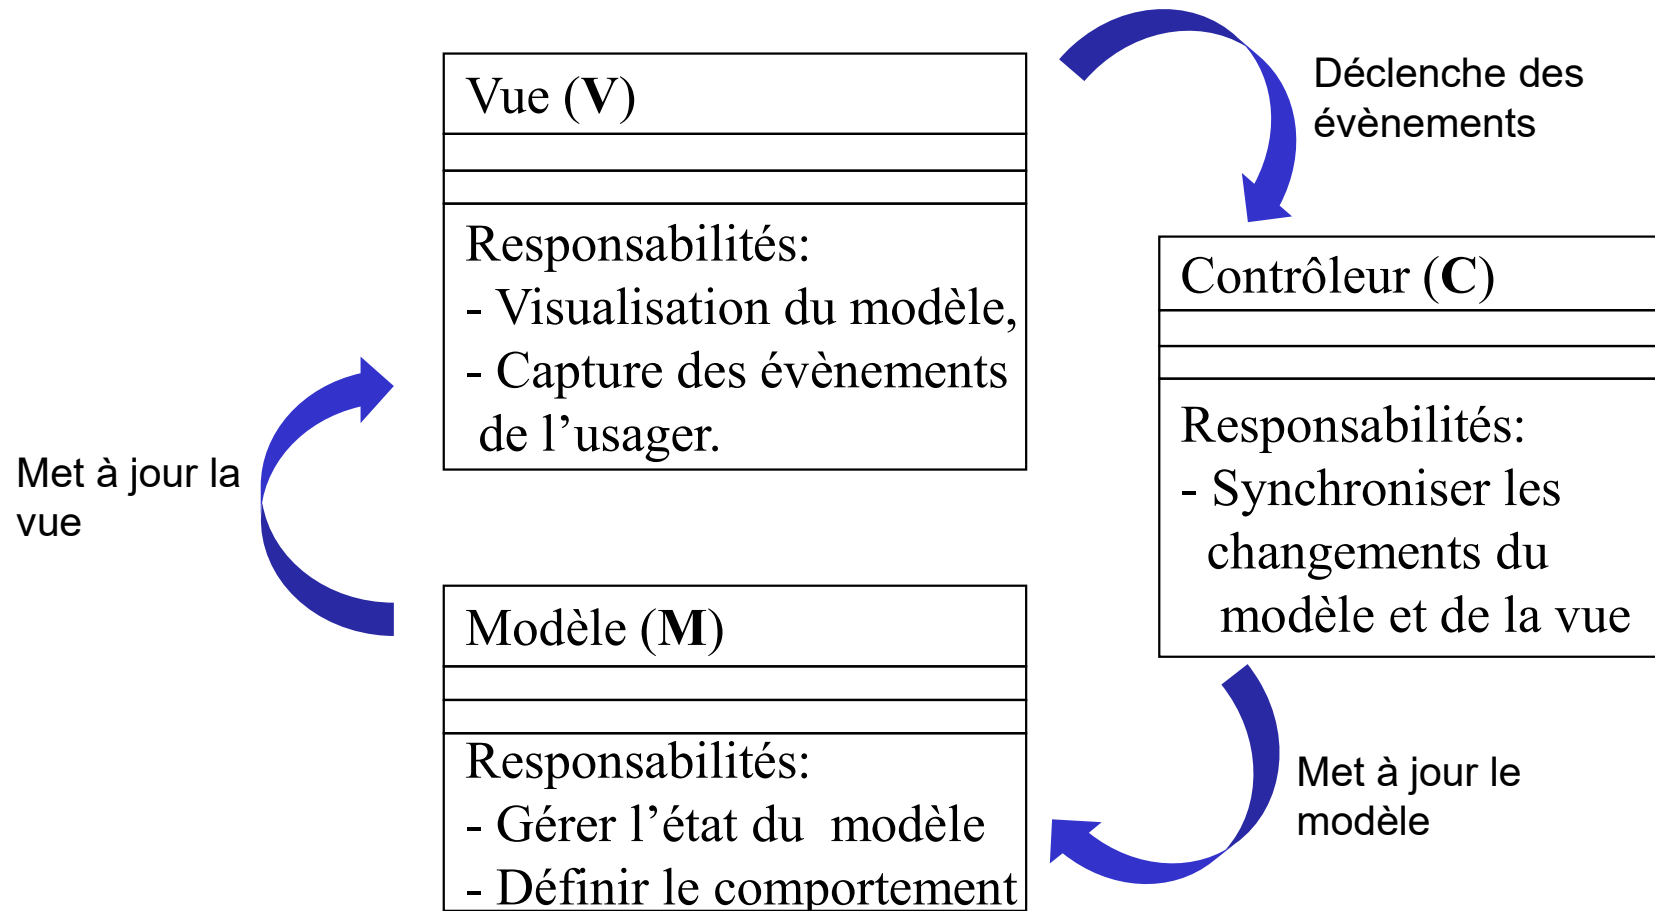 Vue (V)
Responsabilités:
- Visualisation du modèle,
- Capture des évènements
de l’usager.
Déclenche des
évènements
Contrôleur (C)
Responsabilités:
- Synchroniser les
changements du
modèle et de la vue
Met à jour le
modèle
Modèle (M)
Responsabilités:
- Gérer l’état du  modèle
- Définir le comportement
Met à jour la
vue